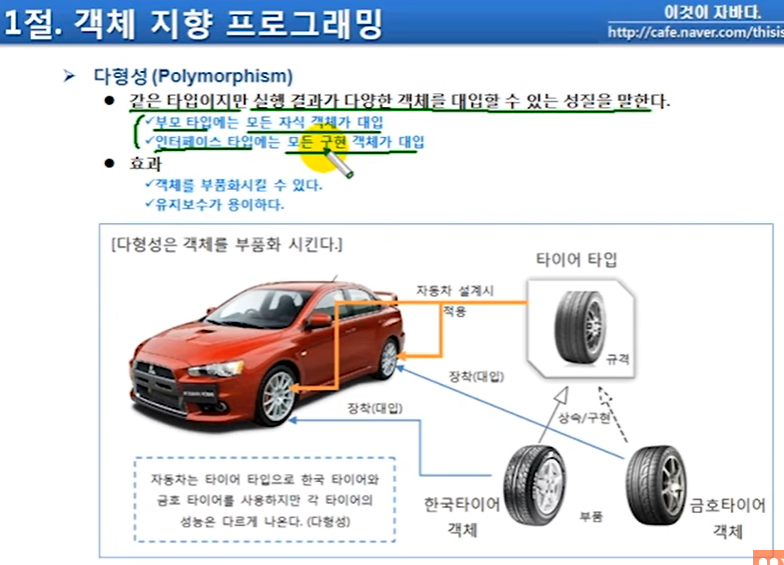 1절. 객체 지향 프로그래밍
이것이 자바다.
http://cafe.naver.com/thisis
다형성(Polymorphism)
같은 타입이지만 실행 결과가 다양한 객체를 대입할 수 있는 성질을 말한다.
부모 타입에는 모든 자식 객체가 대입
인터페이스 타입에는 모든 구현 객체가 대입
효과
객체를 부품화시킬 수 있다.
유지보수가 용이하다.
[다형성은 객체를 부품화 시킨다.]
타이어 타입
자동차 설계시
적용
규격
장착(대입)
장착(대입)
상속/구현
자동차는 타이어 타입으로 한국 타이어와
금호 타이어를 사용하지만 각 타이어의
성능은 다르게 나온다. (다형성)
한국타이어
객체
부품
금호타이어
객체